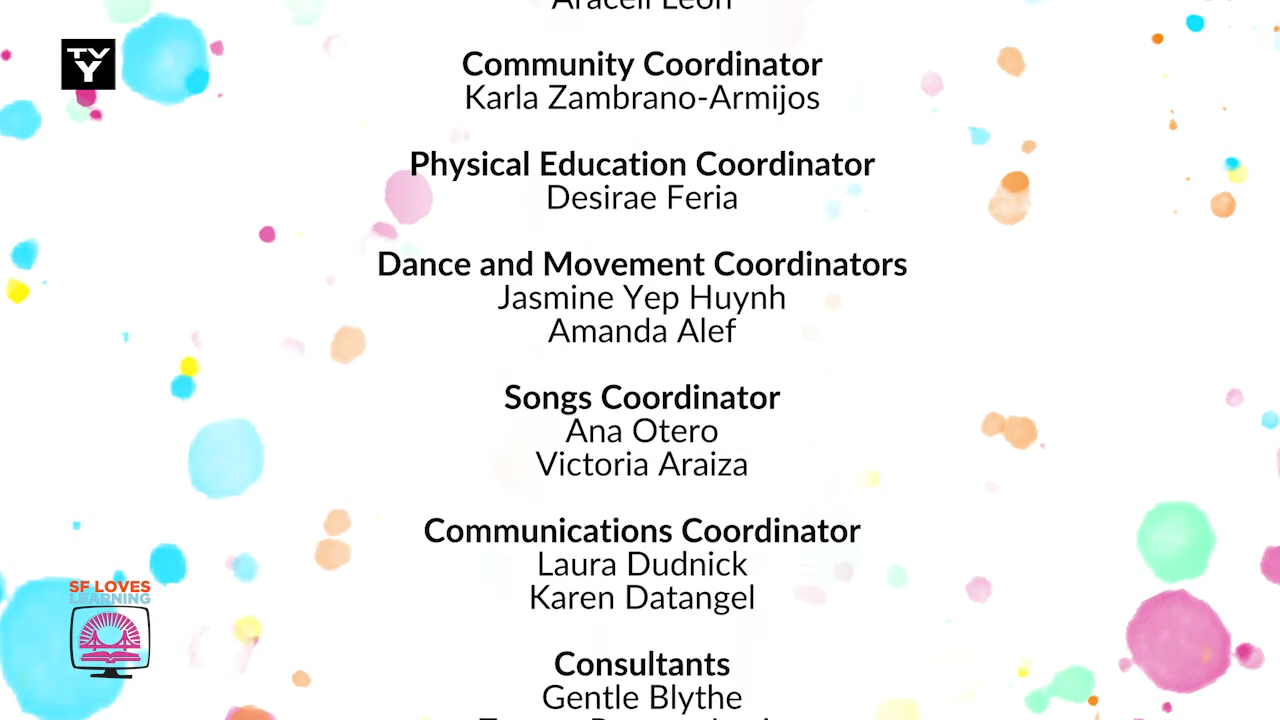 Araceli León
TV
Y
Community Coordinator
Karla Zambrano-Armijos
Physical Education Coordinator
Desirae Feria
Dance and Movement Coordinators
Jasmine Yep Huynh
Amanda Alef
Songs Coordinator
Ana Otero
Victoria Araiza
Communications Coordinator
Laura Dudnick
Karen Datangel
SF LOVES
LEARNING
Consultants
Gentle Blythe